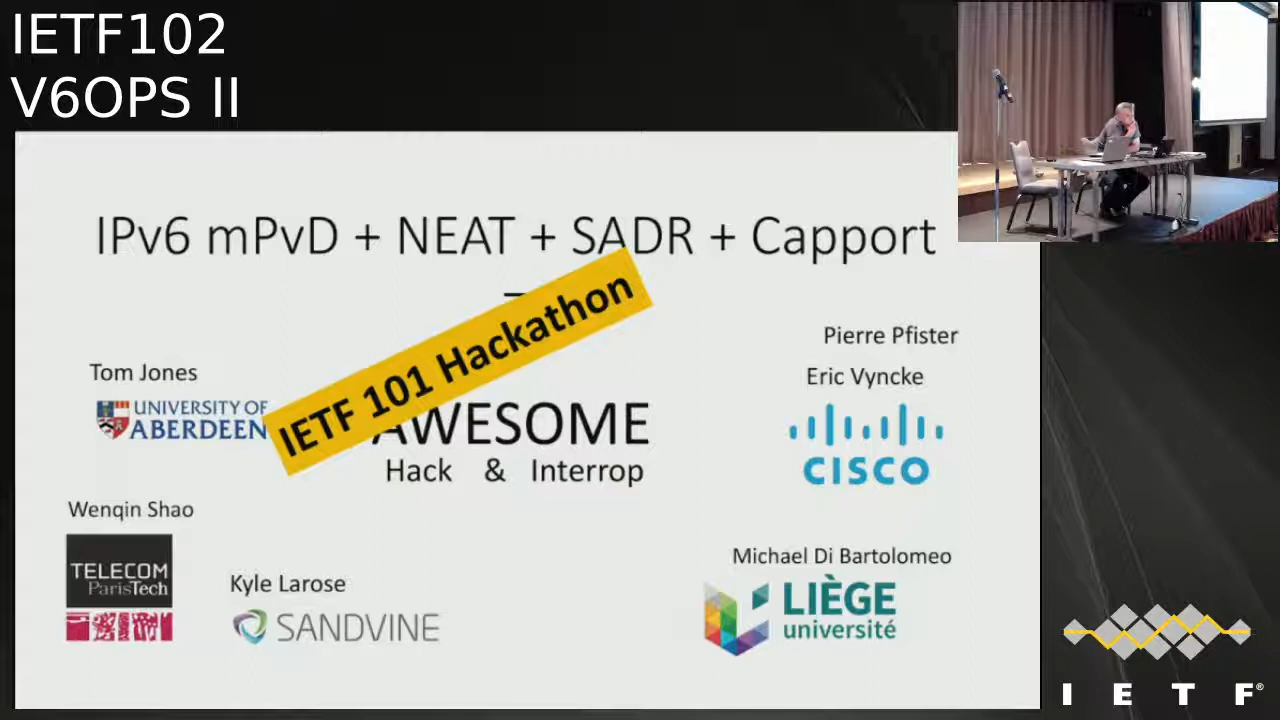 IETF102
V6OPS II
IPv6 mPvD + NEAT + SADR + Capport
=
IETF 101 Hackathon
Pierre Pfister
Eric Vyncke
CISCO
Tom Jones
UNIVERSITY OF
ABERDEEN
AWESOME
Hack & Interrop
Wenqin Shao
TELECOM
ParisTech
Kyle Larose
SANDVINE
Michael Di Bartolomeo
LIÈGE
université
IETF®